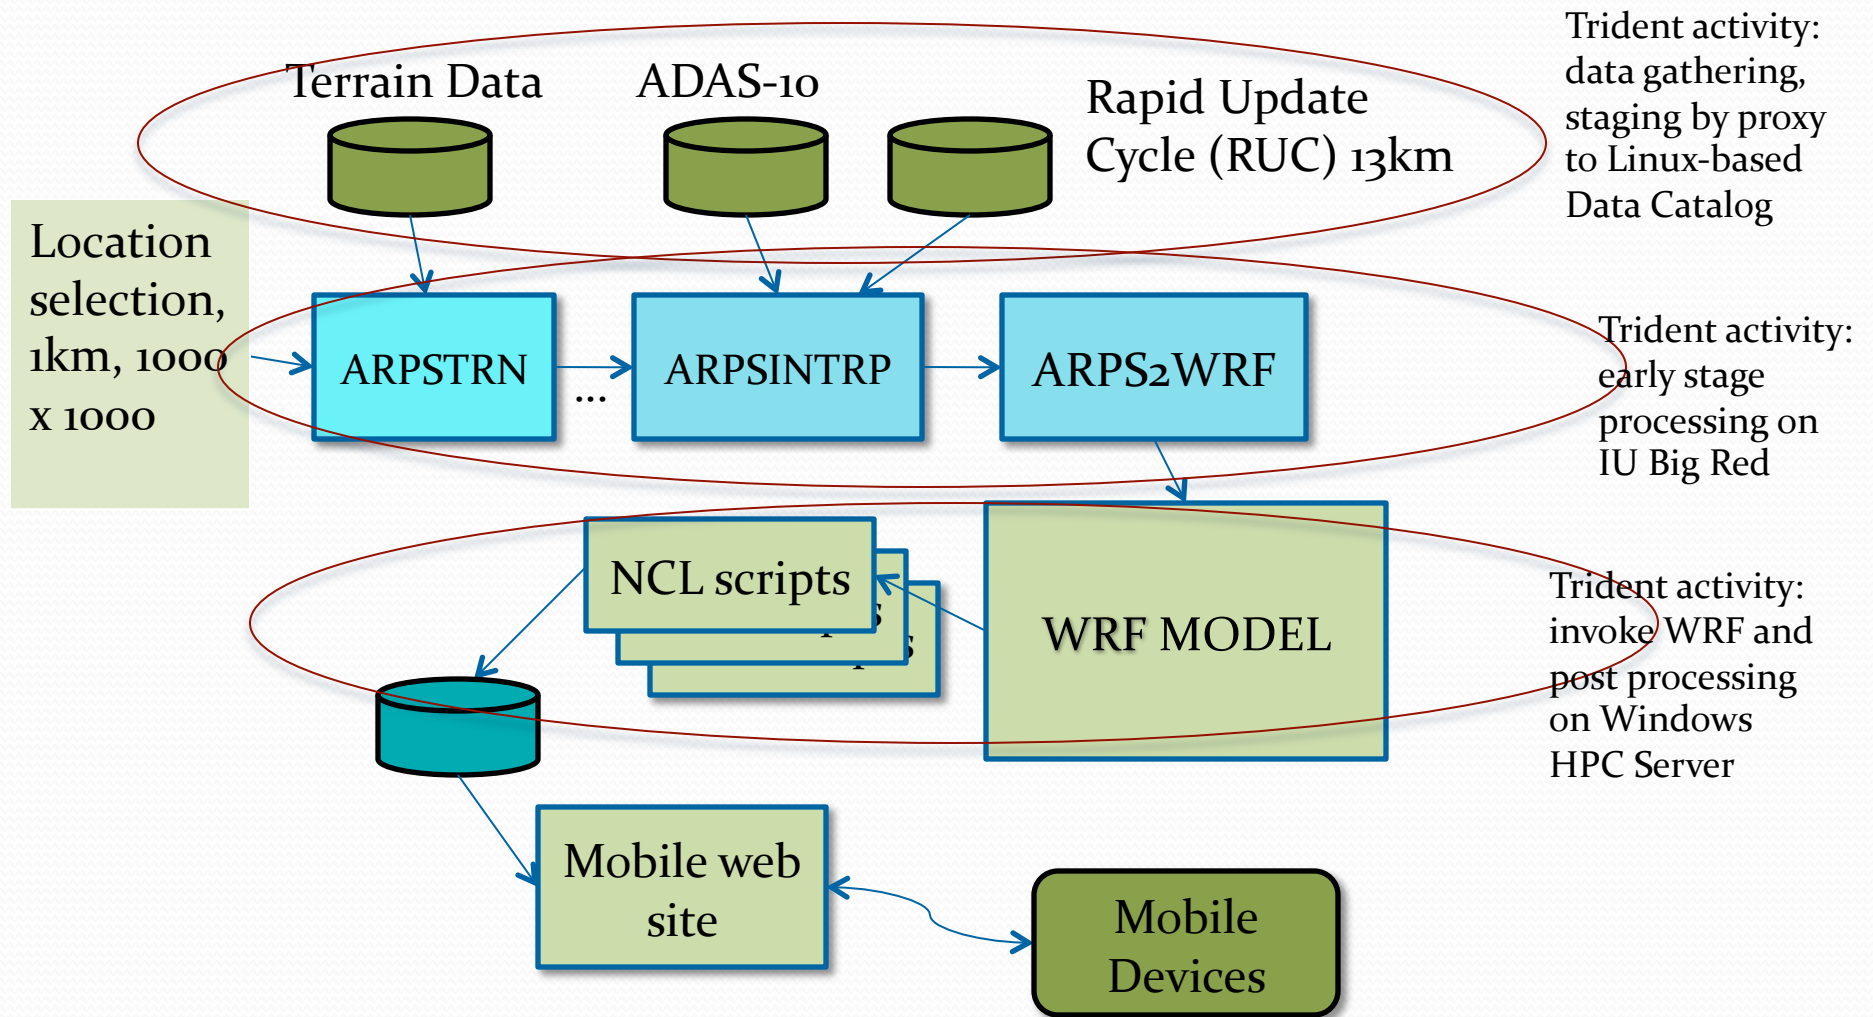 Terrain Data
ADAS-10
Rapid Update
Cycle (RUC) 13km
Trident activity:
data gathering,
staging by proxy
to Linux-based
Data Catalog
Location
selection,
1km, 1000
x 1000
ARPSTRN
...
ARPSINTRP
ARPS2WRF
Trident activity:
early stage
processing on
IU Big Red
NCL scripts
WRF MODEL
Trident activity:
invoke WRF and
post processing
on Windows
HPC Server
Mobile web
site
Mobile
Devices